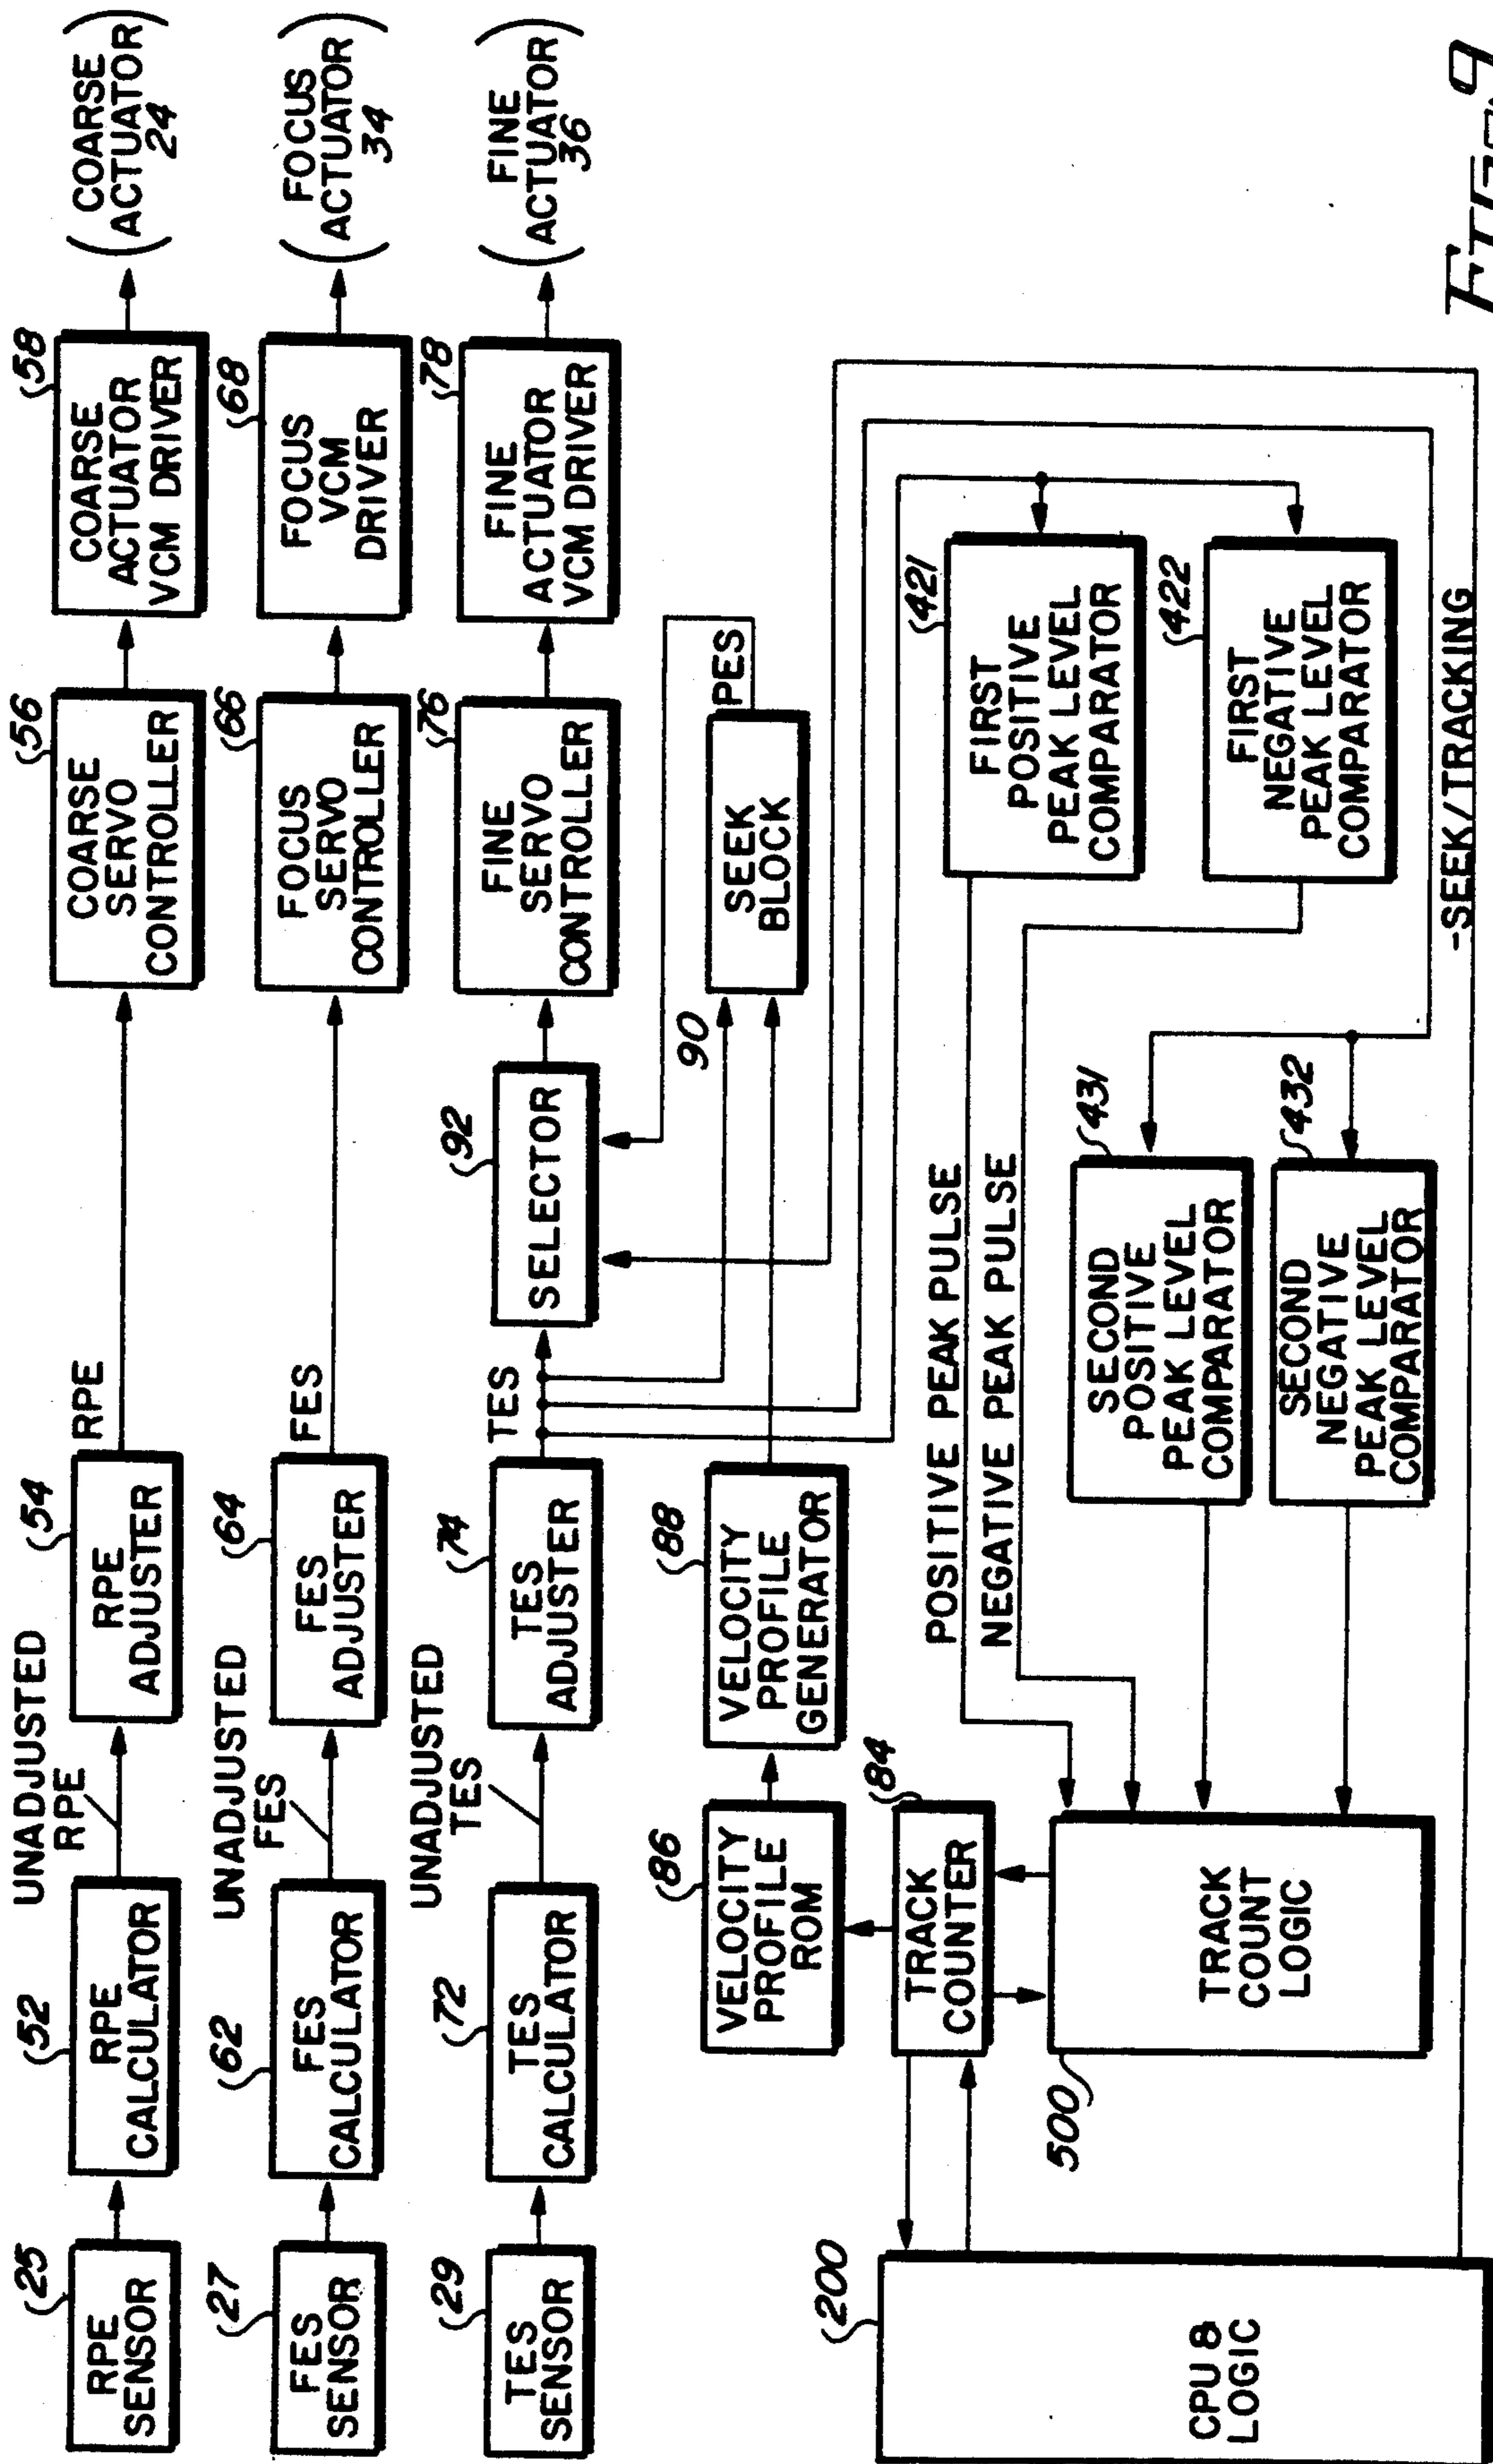 25
RPE
SENSOR
52
RPE
CALCULATOR
UNADJUSTED
RPE
54
RPE
ADJUSTER
RPE
56
COARSE
SERVO
CONTROLLER
58
COARSE
ACTUATOR
VCM DRIVER
(COARSE
ACTUATOR)
24
27
FES
SENSOR
62
FES
CALCULATOR
UNADJUSTED
FES
64
FES
ADJUSTER
FES
66
FOCUS
SERVO
CONTROLLER
68
FOCUS
VCM
DRIVER
(FOCUS
ACTUATOR)
34
29
TES
SENSOR
72
TES
CALCULATOR
UNADJUSTED
TES
74
TES
ADJUSTER
TES
92
SELECTOR
76
FINE
SERVO
CONTROLLER
78
FINE
ACTUATOR
VCM DRIVER
(FINE
ACTUATOR)
36
86
VELOCITY
PROFILE
ROM
88
VELOCITY
PROFILE
GENERATOR
90
SEEK
BLOCK
PES
84
TRACK
COUNTER
POSITIVE PEAK PULSE
NEGATIVE PEAK PULSE
421
FIRST
POSITIVE
PEAK LEVEL
COMPARATOR
422
FIRST
NEGATIVE
PEAK LEVEL
COMPARATOR
200
CPU &
LOGIC
500
TRACK
COUNT
LOGIC
431
SECOND
POSITIVE
PEAK LEVEL
COMPARATOR
432
SECOND
NEGATIVE
PEAK LEVEL
COMPARATOR
-SEEK/TRACKING
FIG. 9